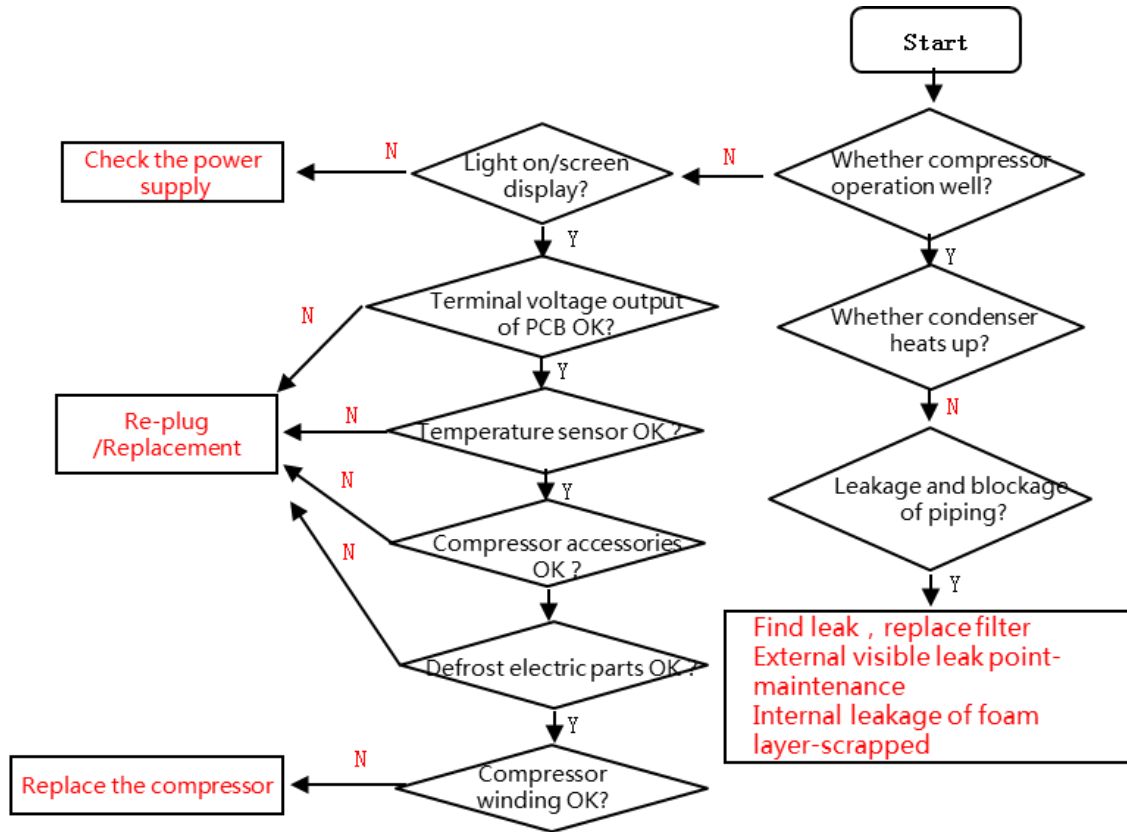 Start
Whether compressor
operation well?
N
Light on/screen
display?
N
Check the power
supply
Y
Y
Terminal voltage output
of PCB OK?
N
Whether condenser
heats up?
Y
N
Re-plug
/Replacement
N
Temperature sensor OK ?
Leakage and blockage
of piping?
Y
N
Compressor accessories
OK ?
N
Y
Find leak , replace filter
External visible leak point-
maintenance
Internal leakage of foam
layer-scrapped
Defrost electric parts OK ?
Y
N
Compressor
winding OK?
Replace the compressor